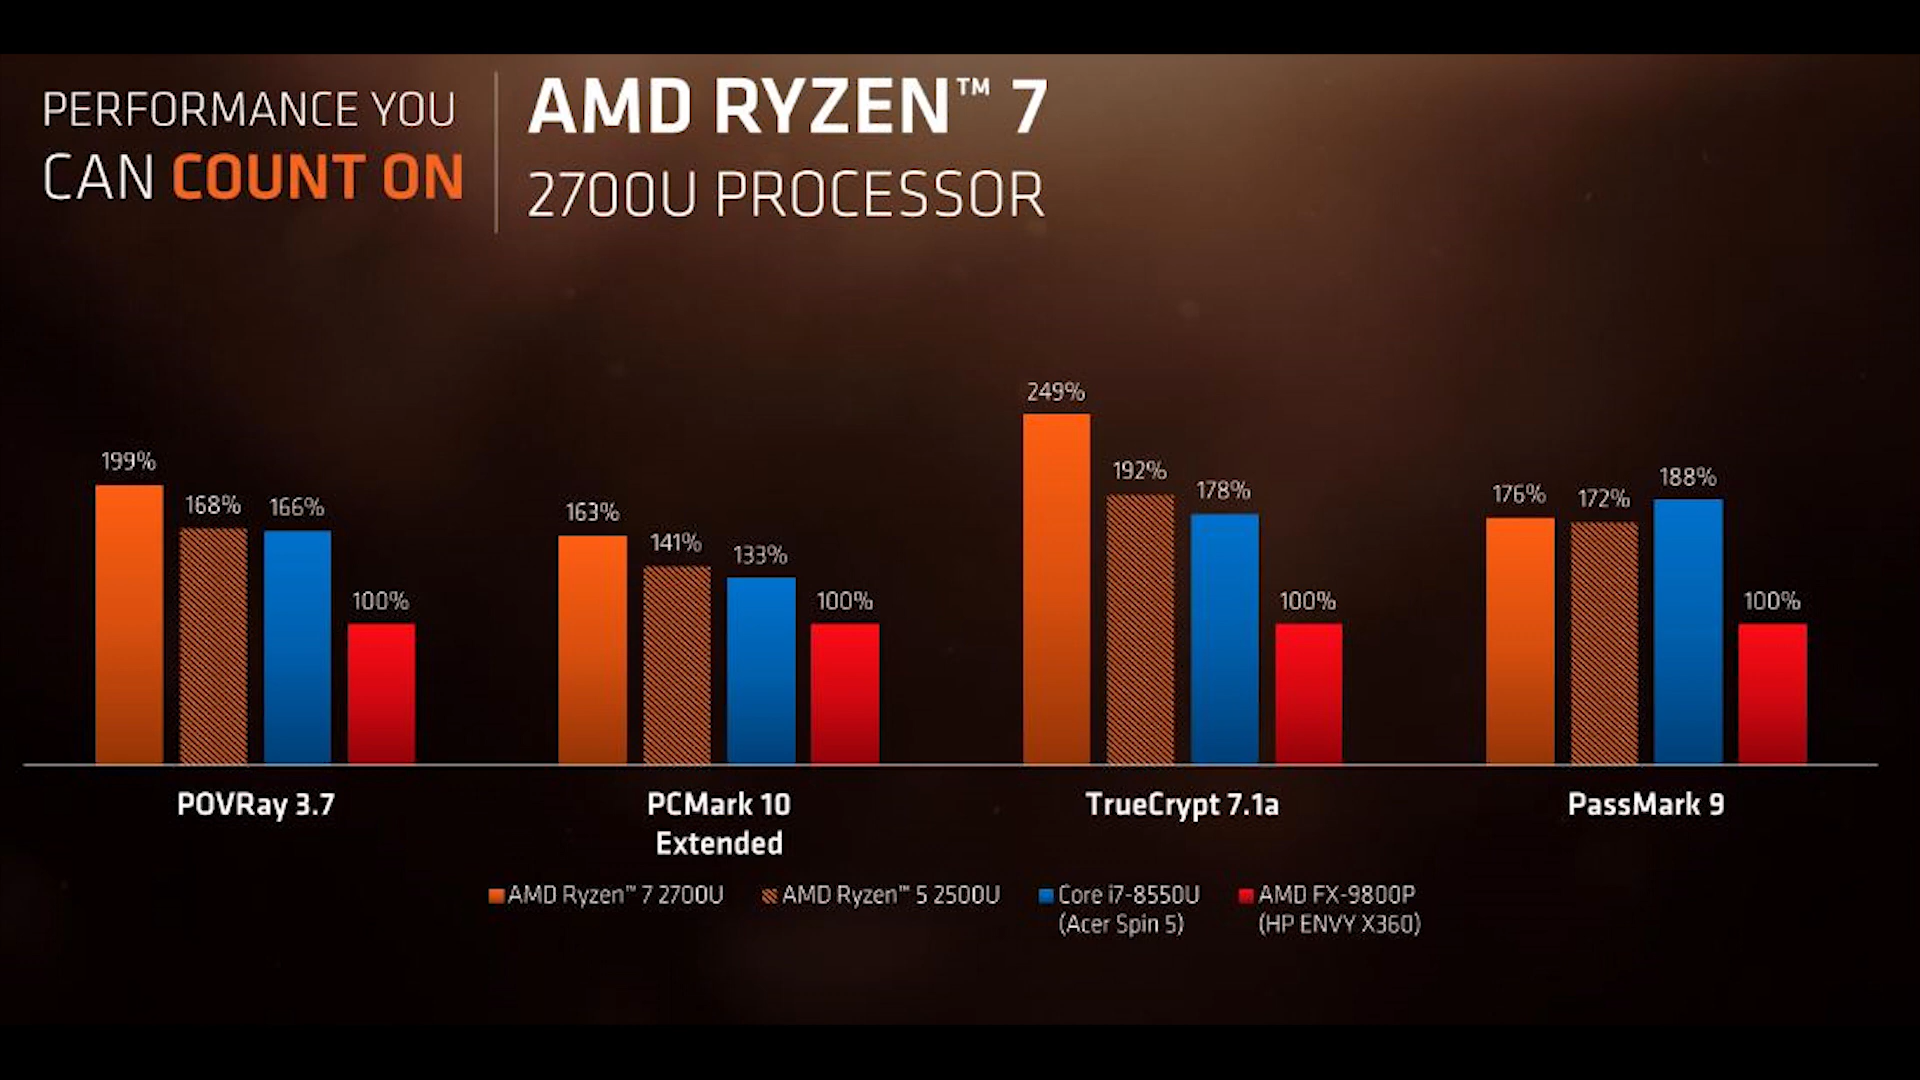 PERFORMANCE YOU
CAN COUNT ON
AMD RYZEN™ 7
2700U PROCESSOR
199%
168%
166%
100%
163%
141%
133%
100%
249%
192%
178%
100%
176%
172%
188%
100%
POVRay 3.7
PCMark 10
Extended
TrueCrypt 7.1a
PassMark 9
AMD Ryzen™ 7 2700U
AMD Ryzen™ 5 2500U
Core i7-8550U
(Acer Spin 5)
AMD FX-9800P
(HP ENVY X360)